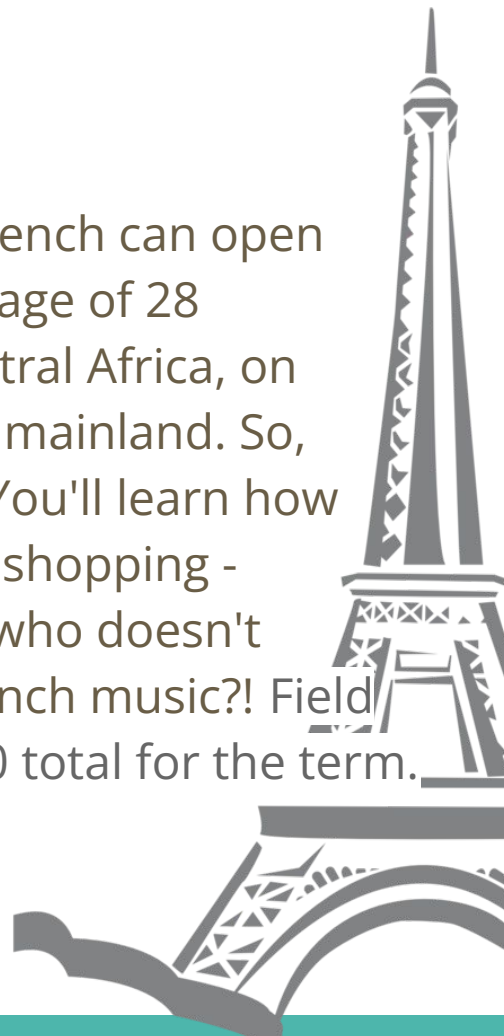 ench can open
age of 28
tral Africa, on
mainland. So,
You'll learn how
shopping -
who doesn't
nch music?! Field
0 total for the term.